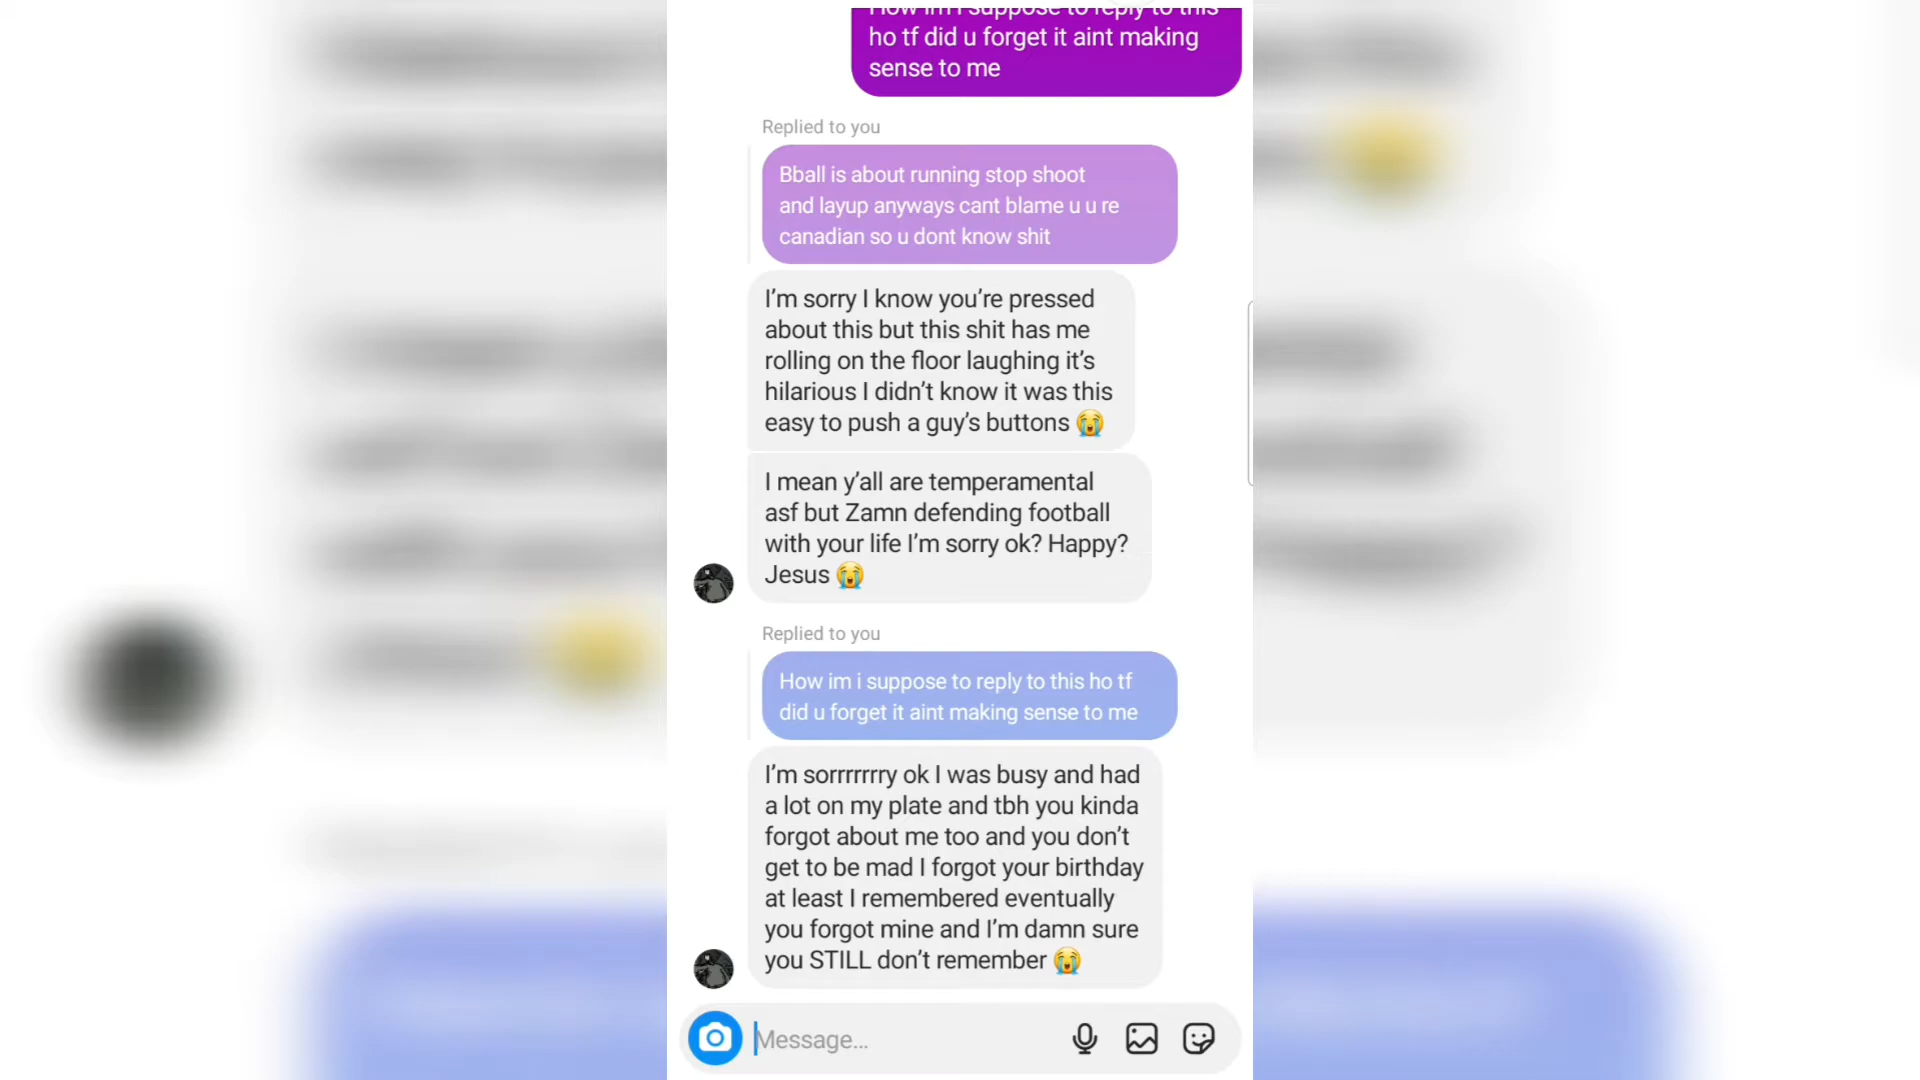 How im i suppose to reply to this
ho tf did u forget it aint making
sense to me
Replied to you
Bball is about running stop shoot
and layup anyways cant blame u u re
canadian so u dont know shit
I'm sorry I know you're pressed
about this but this shit has me
rolling on the floor laughing it's
hilarious I didn't know it was this
easy to push a guy's buttons 😭
I mean y'all are temperamental
asf but Zamn defending football
with your life I'm sorry ok? Happy?
Jesus 😭
Replied to you
How im i suppose to reply to this ho tf
did u forget it aint making sense to me
I'm sorrrrrrry ok I was busy and had
a lot on my plate and tbh you kinda
forgot about me too and you don't
get to be mad I forgot your birthday
at least I remembered eventually
you forgot mine and I'm damn sure
you STILL don't remember 😭
Message...